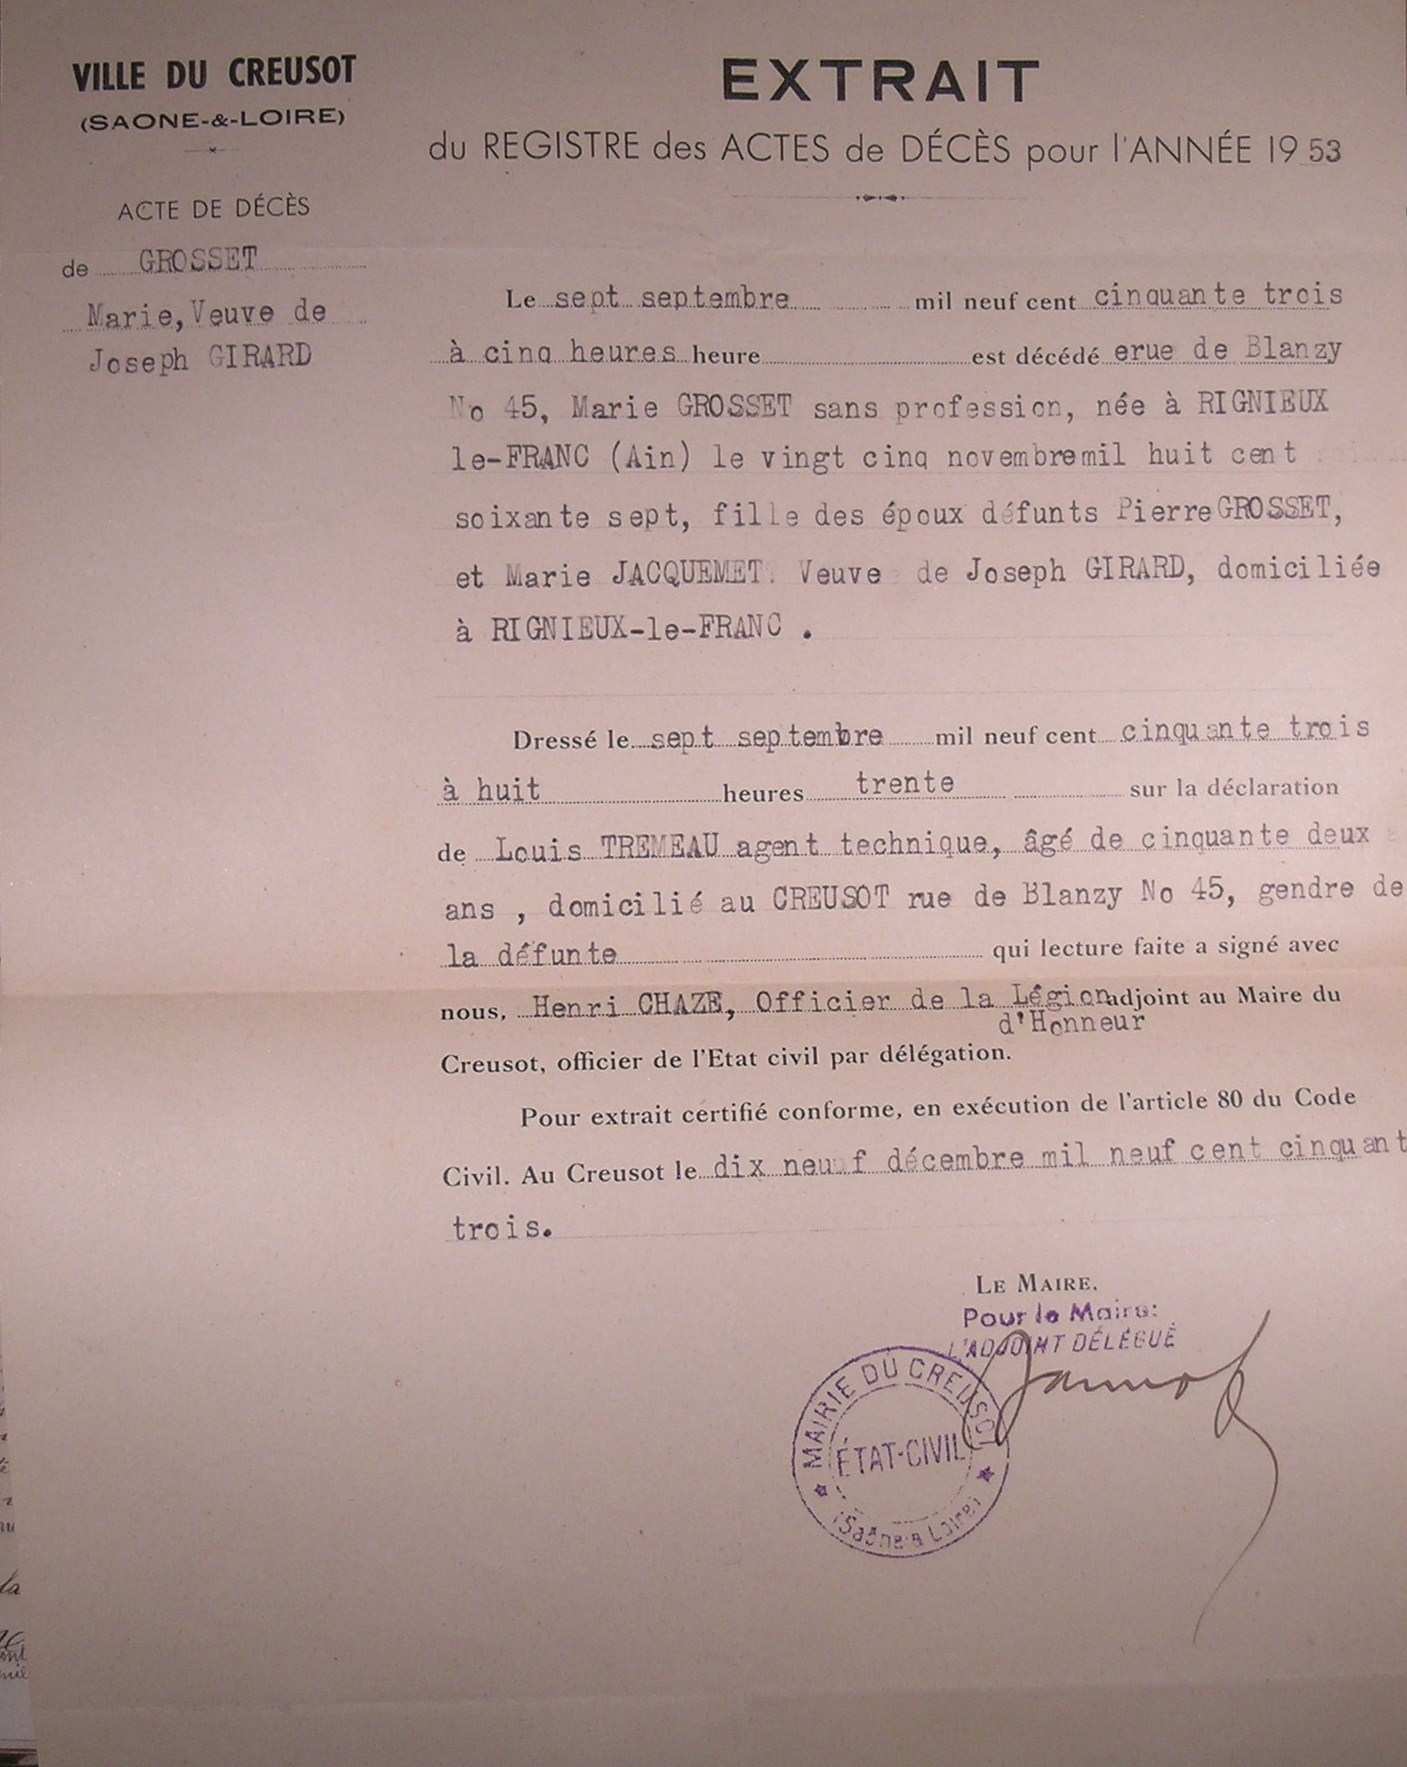 VILLE DU CREUSOT
(SAONE-&-LOIRE)
ACTE DE DÉCÈS
de GROSSET
Marie, Veuve de
Joseph GIRARD
EXTRAIT
du REGISTRE des ACTES de DÉCÈS pour l'ANNÉE 1953
Le sept septembre mil neuf cent cinquante trois
à cinq heures heure est décédé erue de Blanzy
No 45, Marie GROSSET sans profession, née à RIGNIEUX
le-FRANC (Ain) le vingt cinq novembremil huit cent
soixante sept, fille des époux défunts Pierre GROSSET,
et Marie JACQUEMET. Veuve de Joseph GIRARD, domiciliée
à RIGNIEUX-le-FRANC .
Dressé le sept septembre mil neuf cent cinquante trois
à huit heures trente sur la déclaration
de Louis TREMEAU agent technique, âgé de cinquante deux
ans , domicilié au CREUSOT rue de Blanzy No 45, gendre de
la défunte qui lecture faite a signé avec
nous, Henri CHAZE, Officier de la Légion adjoint au Maire du
d'Honneur
Creusot, officier de l'Etat civil par délégation.
Pour extrait certifié conforme, en exécution de l'article 80 du Code
Civil. Au Creusot le dix neuf décembre mil neuf cent cinquant
trois.
LE MAIRE,
Pour le Maire:
L'ADJOINT DÉLÉGUÉ
MAIRIE DU CREUSOT
ÉTAT-CIVIL
(Saône & Loire)